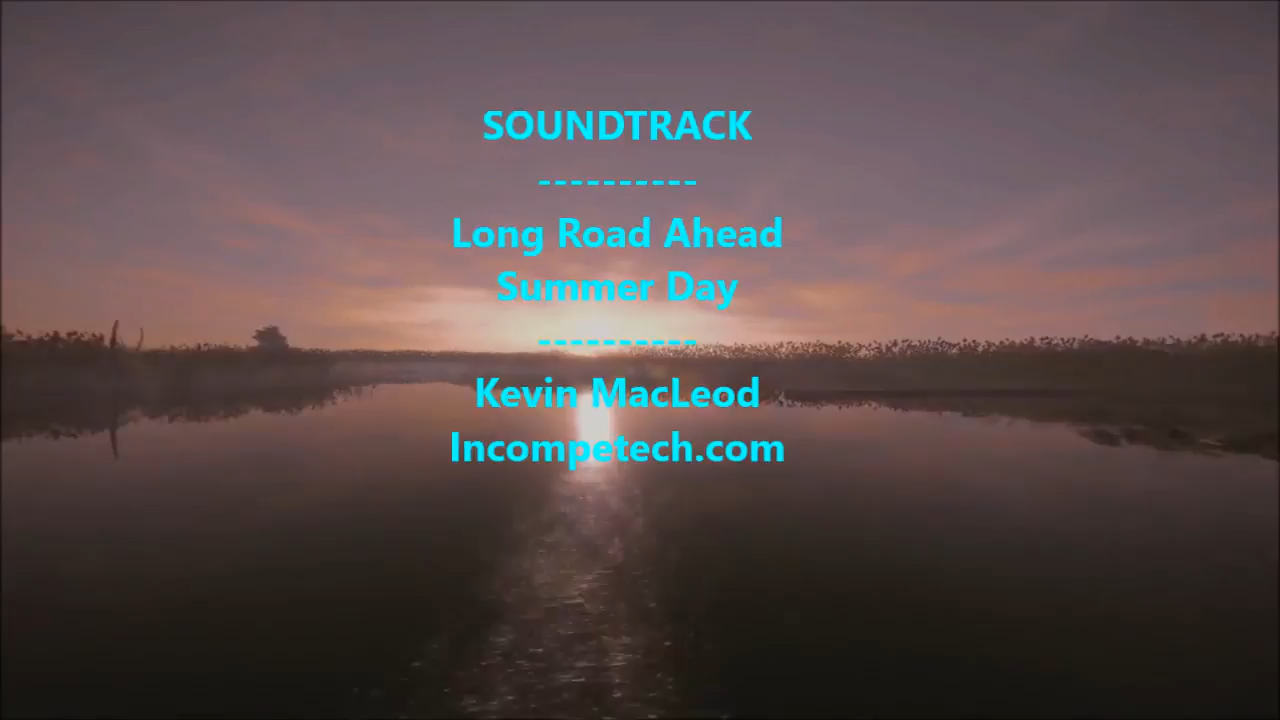 SOUNDTRACK
----------
Long Road Ahead
Summer Day
----------
Kevin MacLeod
Incompetech.com